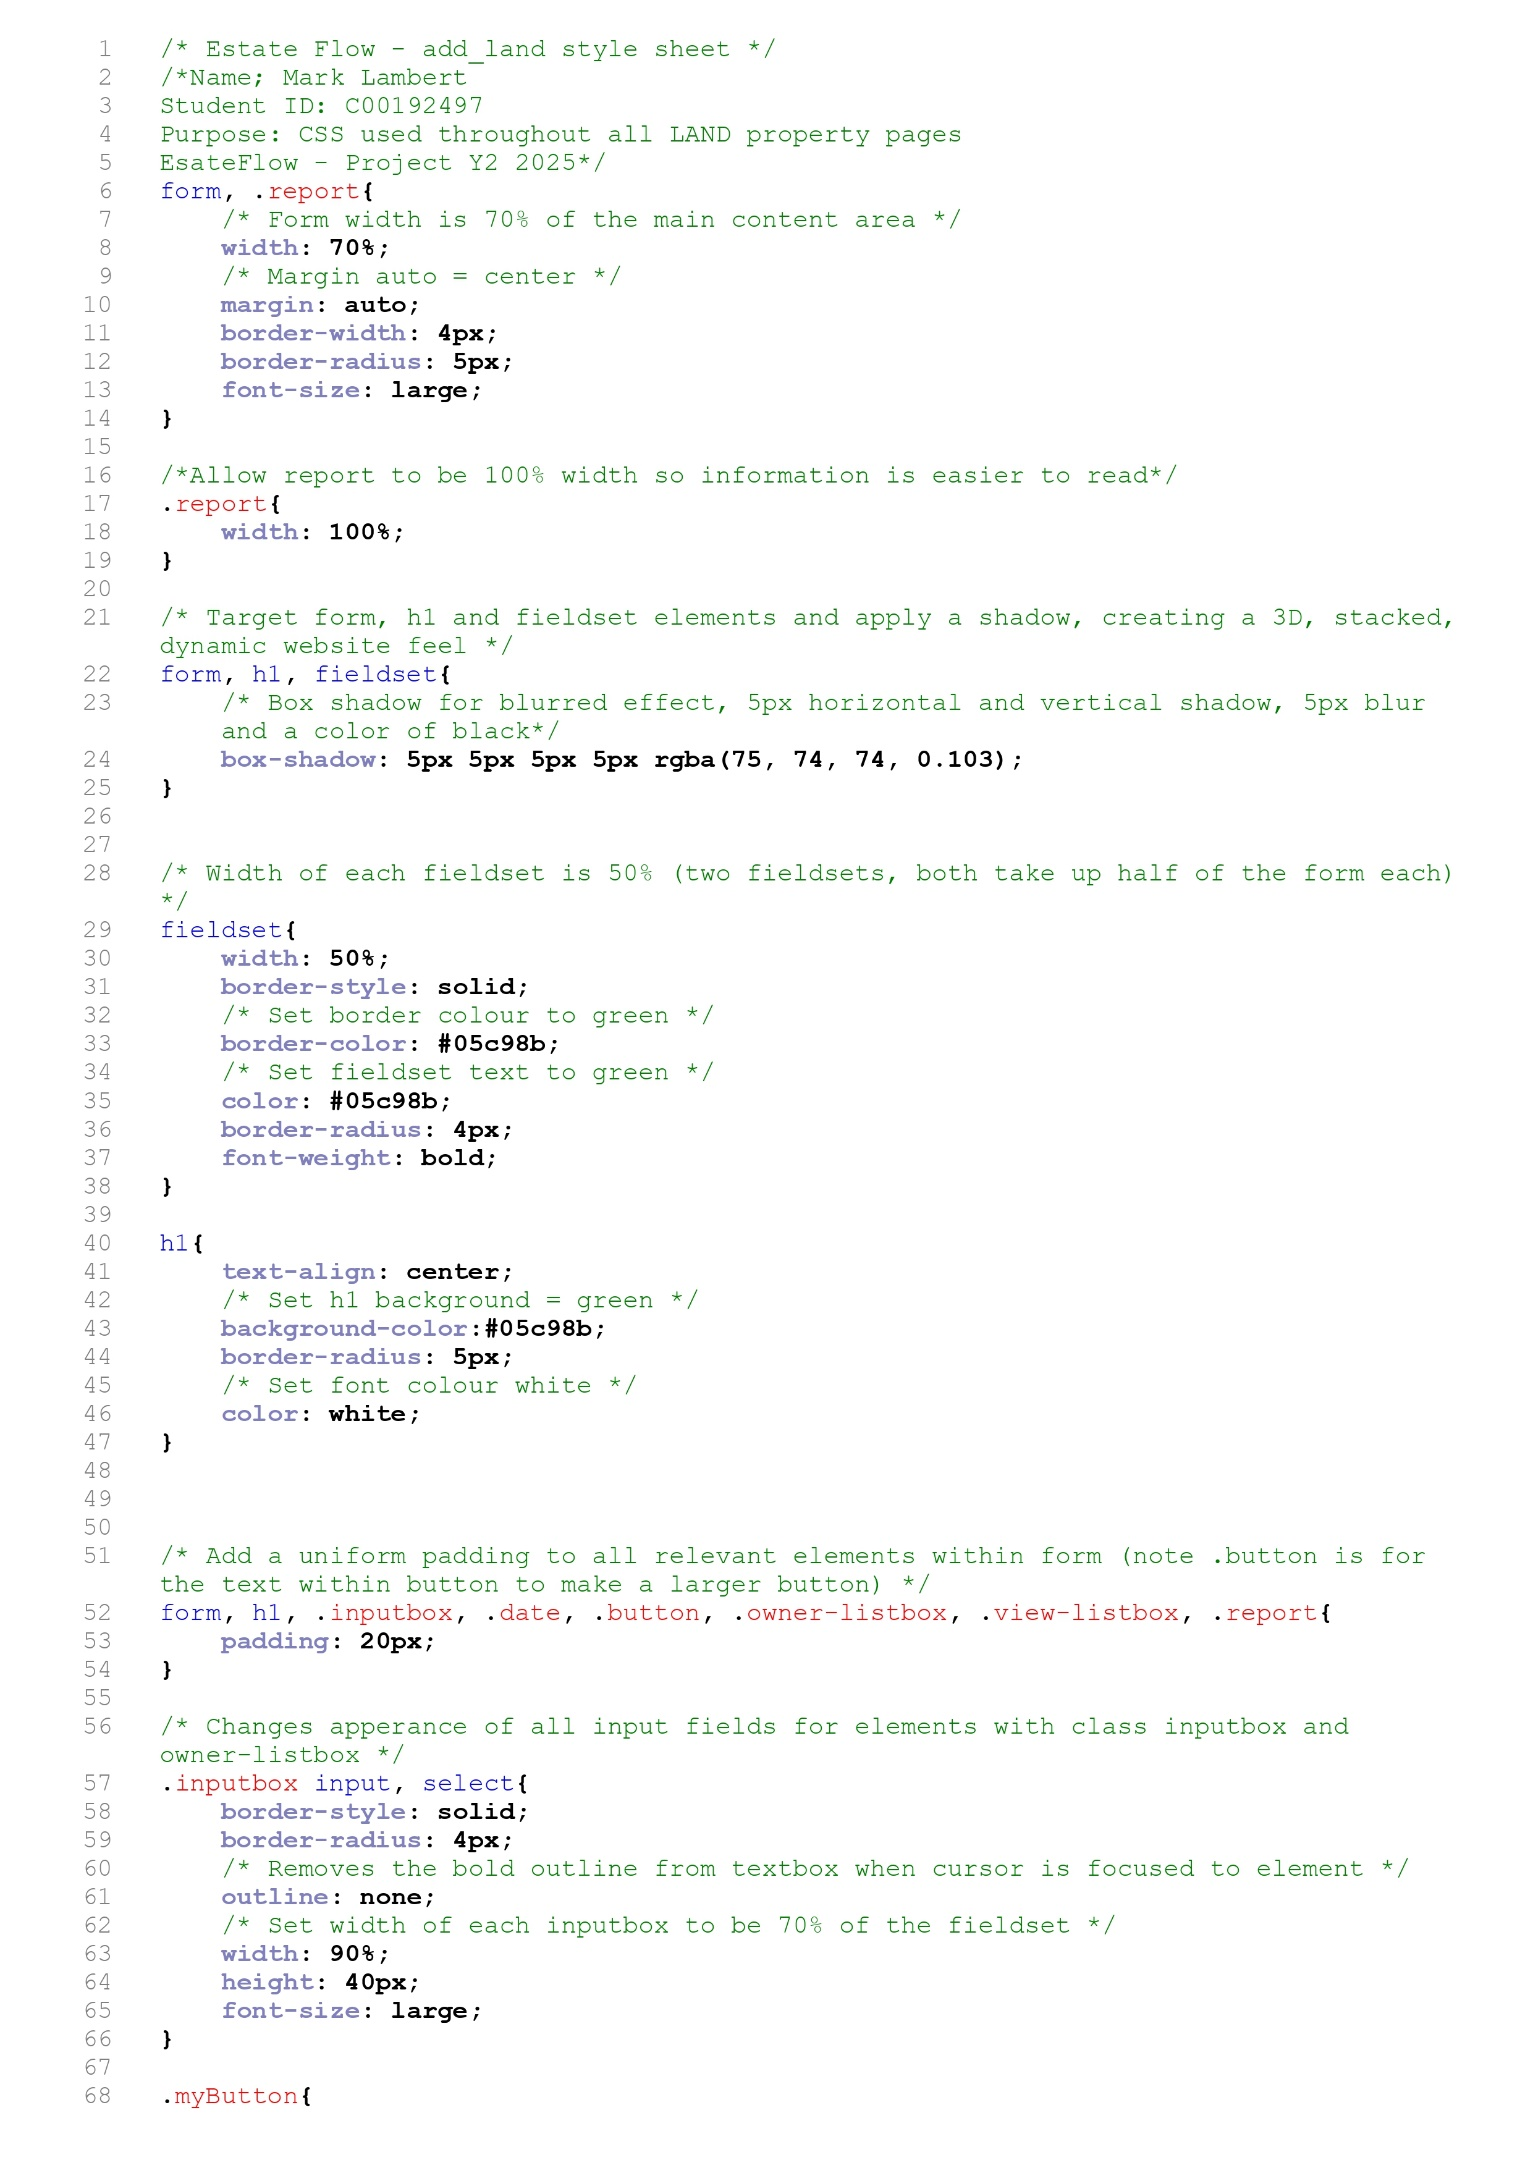 1 /* Estate Flow - add_land style sheet */
2 /*Name; Mark Lambert
3 Student ID: C00192497
4 Purpose: CSS used throughout all LAND property pages
5 EsateFlow - Project Y2 2025*/
6 form, .report{
7 /* Form width is 70% of the main content area */
8 width: 70%;
9 /* Margin auto = center */
10 margin: auto;
11 border-width: 4px;
12 border-radius: 5px;
13 font-size: large;
14 }
15
16 /*Allow report to be 100% width so information is easier to read*/
17 .report{
18 width: 100%;
19 }
20
21 /* Target form, h1 and fieldset elements and apply a shadow, creating a 3D, stacked,
dynamic website feel */
22 form, h1, fieldset{
23 /* Box shadow for blurred effect, 5px horizontal and vertical shadow, 5px blur
and a color of black*/
24 box-shadow: 5px 5px 5px 5px rgba(75, 74, 74, 0.103);
25 }
26
27
28 /* Width of each fieldset is 50% (two fieldsets, both take up half of the form each)
*/
29 fieldset{
30 width: 50%;
31 border-style: solid;
32 /* Set border colour to green */
33 border-color: #05c98b;
34 /* Set fieldset text to green */
35 color: #05c98b;
36 border-radius: 4px;
37 font-weight: bold;
38 }
39
40 h1{
41 text-align: center;
42 /* Set h1 background = green */
43 background-color:#05c98b;
44 border-radius: 5px;
45 /* Set font colour white */
46 color: white;
47 }
48
49
50
51 /* Add a uniform padding to all relevant elements within form (note .button is for
the text within button to make a larger button) */
52 form, h1, .inputbox, .date, .button, .owner-listbox, .view-listbox, .report{
53 padding: 20px;
54 }
55
56 /* Changes apperance of all input fields for elements with class inputbox and
owner-listbox */
57 .inputbox input, select{
58 border-style: solid;
59 border-radius: 4px;
60 /* Removes the bold outline from textbox when cursor is focused to element */
61 outline: none;
62 /* Set width of each inputbox to be 70% of the fieldset */
63 width: 90%;
64 height: 40px;
65 font-size: large;
66 }
67
68 .myButton{